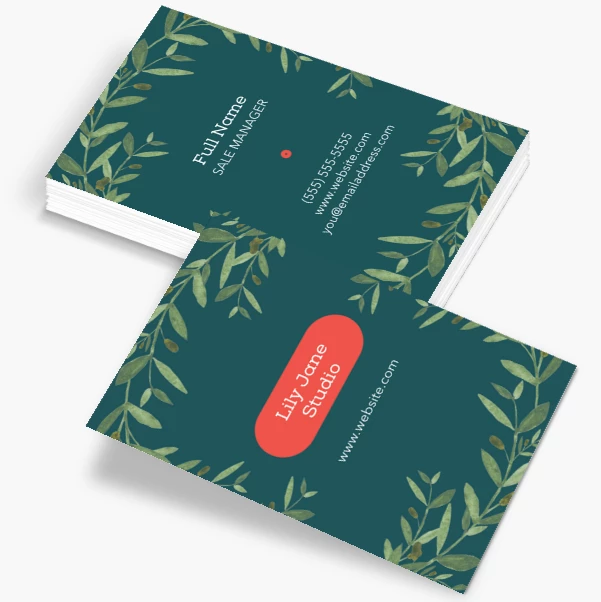 Full Name
SALE MANAGER
(555) 555-5555
www.website.com
you@emailaddress.com
Lily Jane
Studio
www.website.com